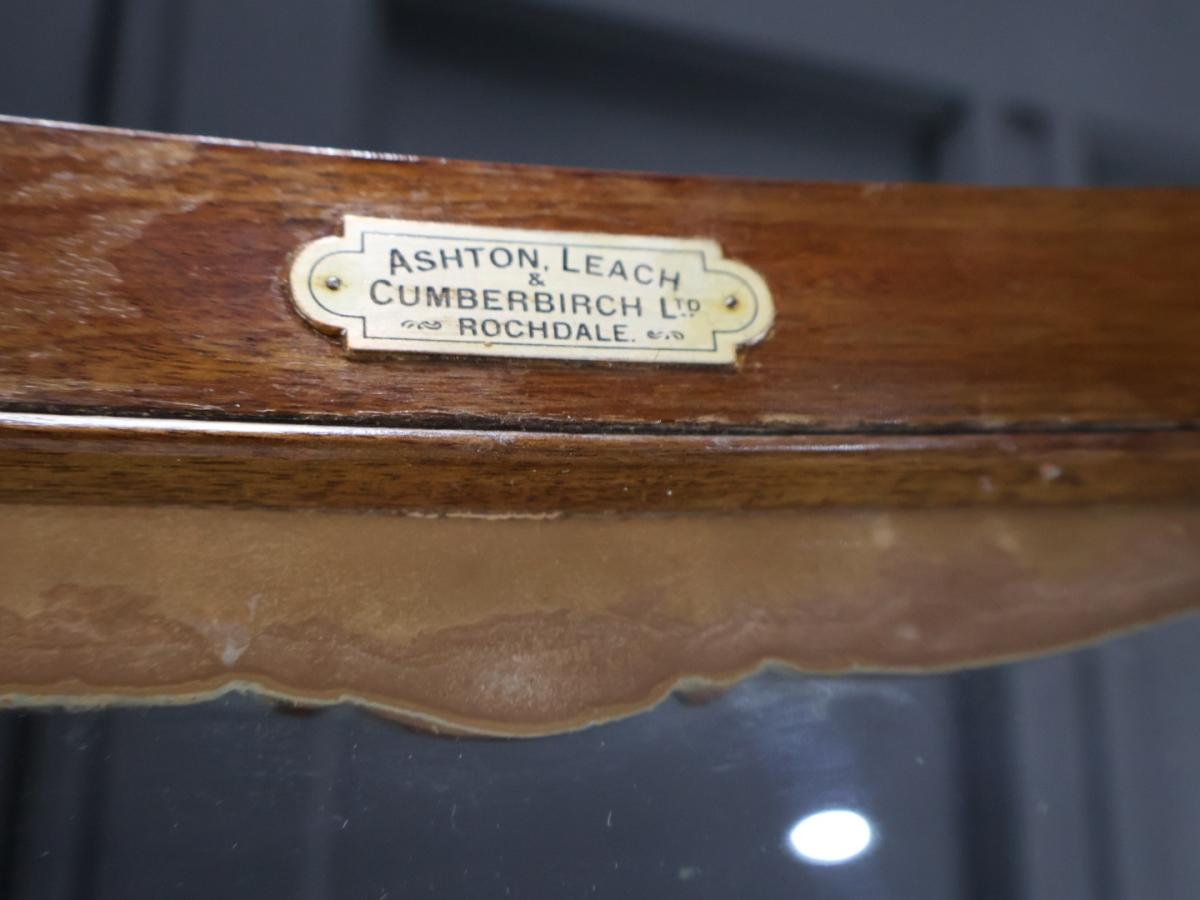 ASHTON, LEACH
&
CUMBERBIRCH LTD
ROCHDALE.